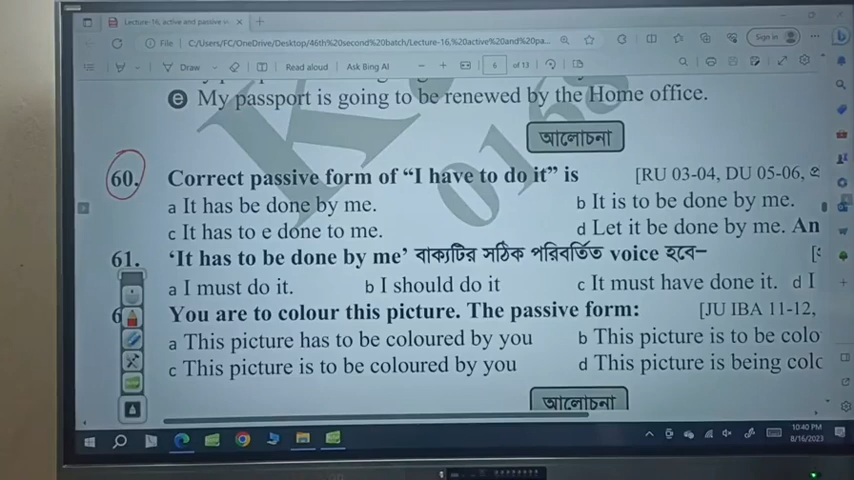 Lecture-16, active and passive in
File
C:/Users/FC/OneDrive/Desktop/46th%20second%20batch/Lecture-16,%20active%20and%20pa...
Sign in
Draw
Read aloud
Ask Bing AI
6 of 13
e My passport is going to be renewed by the Home office.
আলোচনা
0168
60. Correct passive form of “I have to do it” is [RU 03-04, DU 05-06,
a It has be done by me. b It is to be done by me.
c It has to e done to me. d Let it be done by me. An
61. ‘It has to be done by me’ বাক্যটির সঠিক পরিবর্তিত voice হবে–
a I must do it. b I should do it c It must have done it. d I
6 You are to colour this picture. The passive form: [JU IBA 11-12,
a This picture has to be coloured by you b This picture is to be colo
c This picture is to be coloured by you d This picture is being colo
আলোচনা
10:40 PM
8/16/2023